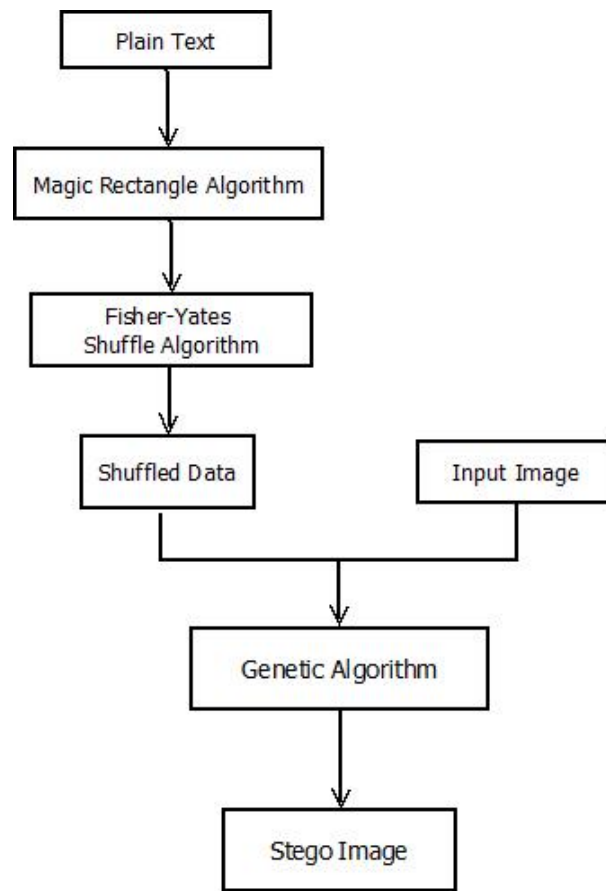 Plain Text
Magic Rectangle Algorithm
Fisher-Yates
Shuffle Algorithm
Shuffled Data
Input Image
Genetic Algorithm
Stego Image